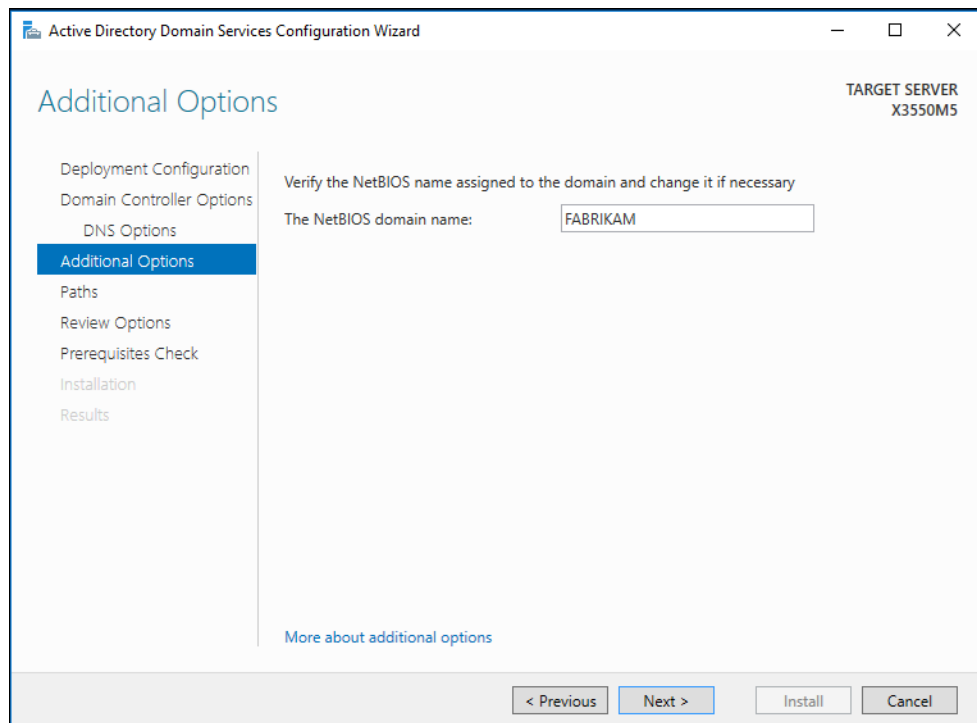 Active Directory Domain Services Configuration Wizard
Additional Options
TARGET SERVER
X3550M5
Deployment Configuration
Domain Controller Options
DNS Options
Additional Options
Paths
Review Options
Prerequisites Check
Installation
Results
Verify the NetBIOS name assigned to the domain and change it if necessary
The NetBIOS domain name: FABRIKAM
More about additional options
< Previous Next > Install Cancel